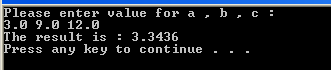 Please enter value for a , b , c :
3.0 9.0 12.0
The result is : 3.3436
Press any key to continue . . .